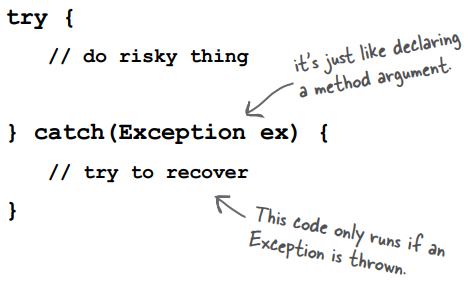 try {
// do risky thing
it's just like declaring
a method argument.
} catch(Exception ex) {
// try to recover
}
This code only runs if an
Exception is thrown.